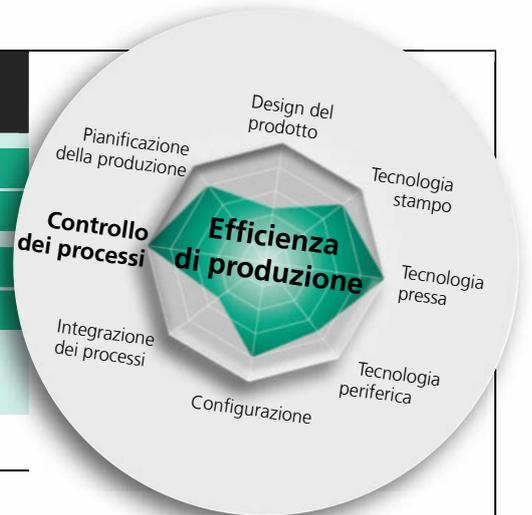 Design del
prodotto
Tecnologia
stampo
Tecnologia
pressa
Tecnologia
periferica
Configurazione
Integrazione
dei processi
Controllo
dei processi
Pianificazione
della produzione
Efficienza
di produzione